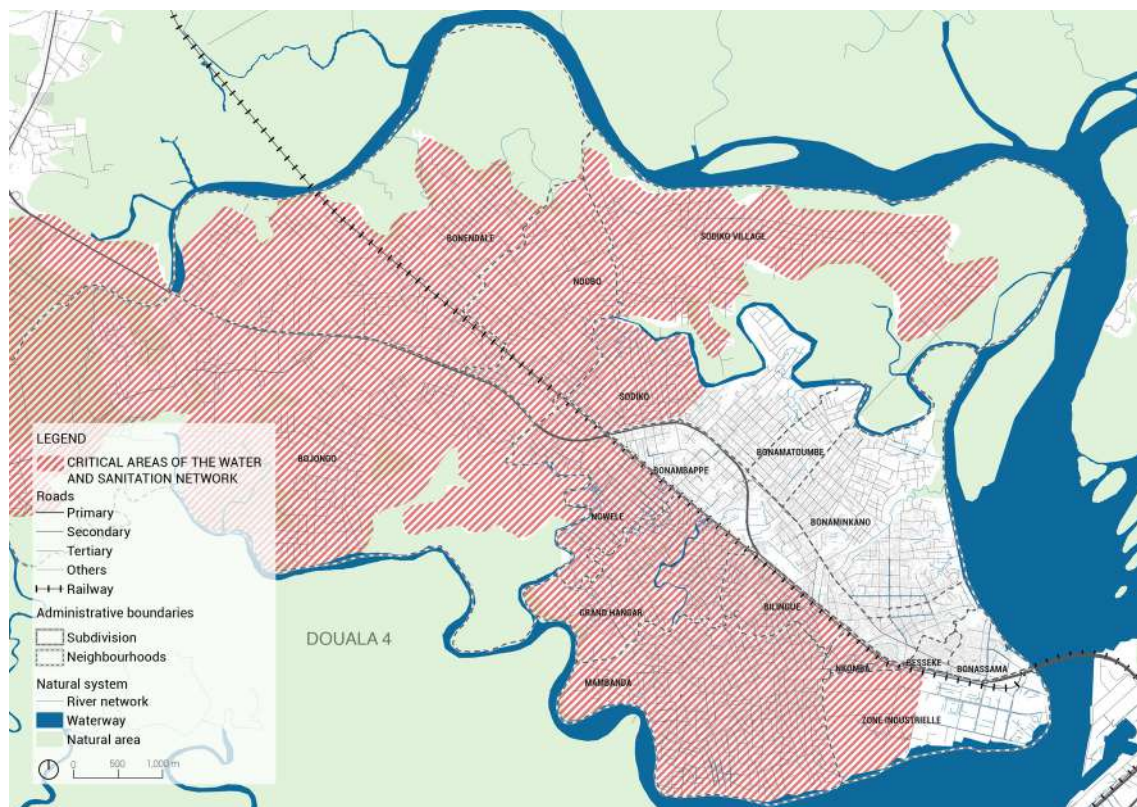 BONENDALE
SODIKO VILLAGE
NDOBO
SODIKO
BONAMATOUMBE
BOJONGO
BONAMBAPPE
NGWELE
BONAMINKANO
GRAND HANGAR
BILINGUE
DOUALA 4
NKOMBA
BESSEKE
BONASSAMA
MAMBANDA
ZONE INDUSTRIELLE
LEGEND
CRITICAL AREAS OF THE WATER
AND SANITATION NETWORK
Roads
Primary
Secondary
Tertiary
Others
Railway
Administrative boundaries
Subdivision
Neighbourhoods
Natural system
River network
Waterway
Natural area
0 500 1,000 m